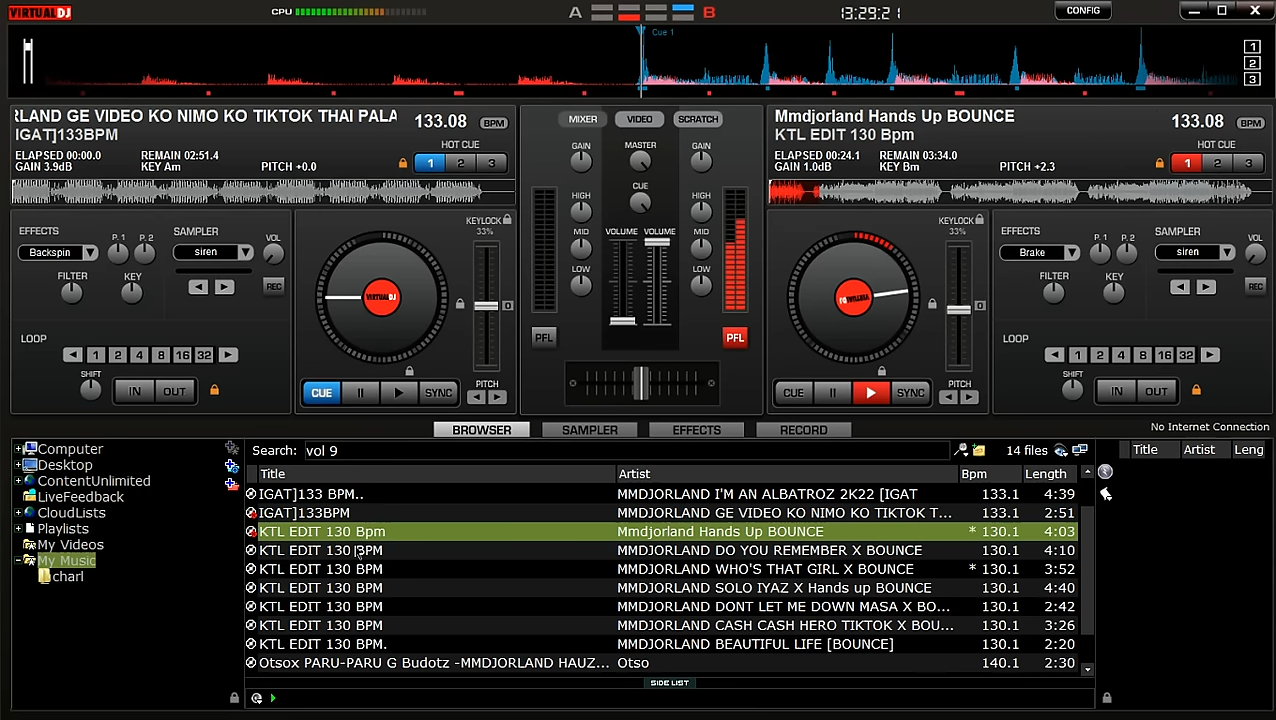 VIRTUAL DJ
CPU
A
B
13:29:21
CONFIG
Cue 1
1
2
3
RLAND GE VIDEO KO NIMO KO TIKTOK THAI PALA
IGAT]133BPM
133.08 BPM
ELAPSED 00:00.0 REMAIN 02:51.4
GAIN 3.9dB KEY Am PITCH +0.0
HOT CUE
1 2 3
MIXER VIDEO SCRATCH
GAIN MASTER GAIN
HIGH CUE HIGH
MID VOLUME VOLUME MID
LOW LOW
PFL PFL
Mmdjorland Hands Up BOUNCE
KTL EDIT 130 Bpm
133.08 BPM
ELAPSED 00:24.1 REMAIN 03:34.0
GAIN 1.0dB KEY Bm PITCH +2.3
HOT CUE
1 2 3
EFFECTS P. 1 P. 2 SAMPLER VOL
Backspin siren
FILTER KEY REC
LOOP
1 2 4 8 16 32
SHIFT IN OUT
KEYLOCK
33%
VIRTUALDJ
0
CUE SYNC PITCH
KEYLOCK
33%
VIRTUALDJ
0
CUE SYNC PITCH
EFFECTS P. 1 P. 2 SAMPLER VOL
Brake siren
FILTER KEY REC
LOOP
1 2 4 8 16 32
SHIFT IN OUT
BROWSER SAMPLER EFFECTS RECORD
No Internet Connection
Computer
Desktop
ContentUnlimited
LiveFeedback
CloudLists
Playlists
My Videos
My Music
charl
Search: vol 9 14 files
Title Artist Bpm Length
IGAT]133 BPM.. MMDJORLAND I'M AN ALBATROZ 2K22 [IGAT 133.1 4:39
IGAT]133BPM MMDJORLAND GE VIDEO KO NIMO KO TIKTOK T... 133.1 2:51
KTL EDIT 130 Bpm Mmdjorland Hands Up BOUNCE * 130.1 4:03
KTL EDIT 130 BPM MMDJORLAND DO YOU REMEMBER X BOUNCE 130.1 4:10
KTL EDIT 130 BPM MMDJORLAND WHO'S THAT GIRL X BOUNCE * 130.1 3:52
KTL EDIT 130 BPM MMDJORLAND SOLO IYAZ X Hands up BOUNCE 130.1 4:40
KTL EDIT 130 BPM MMDJORLAND DONT LET ME DOWN MASA X BO... 130.1 2:42
KTL EDIT 130 BPM MMDJORLAND CASH CASH HERO TIKTOK X BOU... 130.1 3:26
KTL EDIT 130 BPM. MMDJORLAND BEAUTIFUL LIFE [BOUNCE] 130.1 2:20
Otsox PARU-PARU G Budotz -MMDJORLAND HAUZ... Otso 140.1 2:30
SIDE LIST
Title Artist Leng